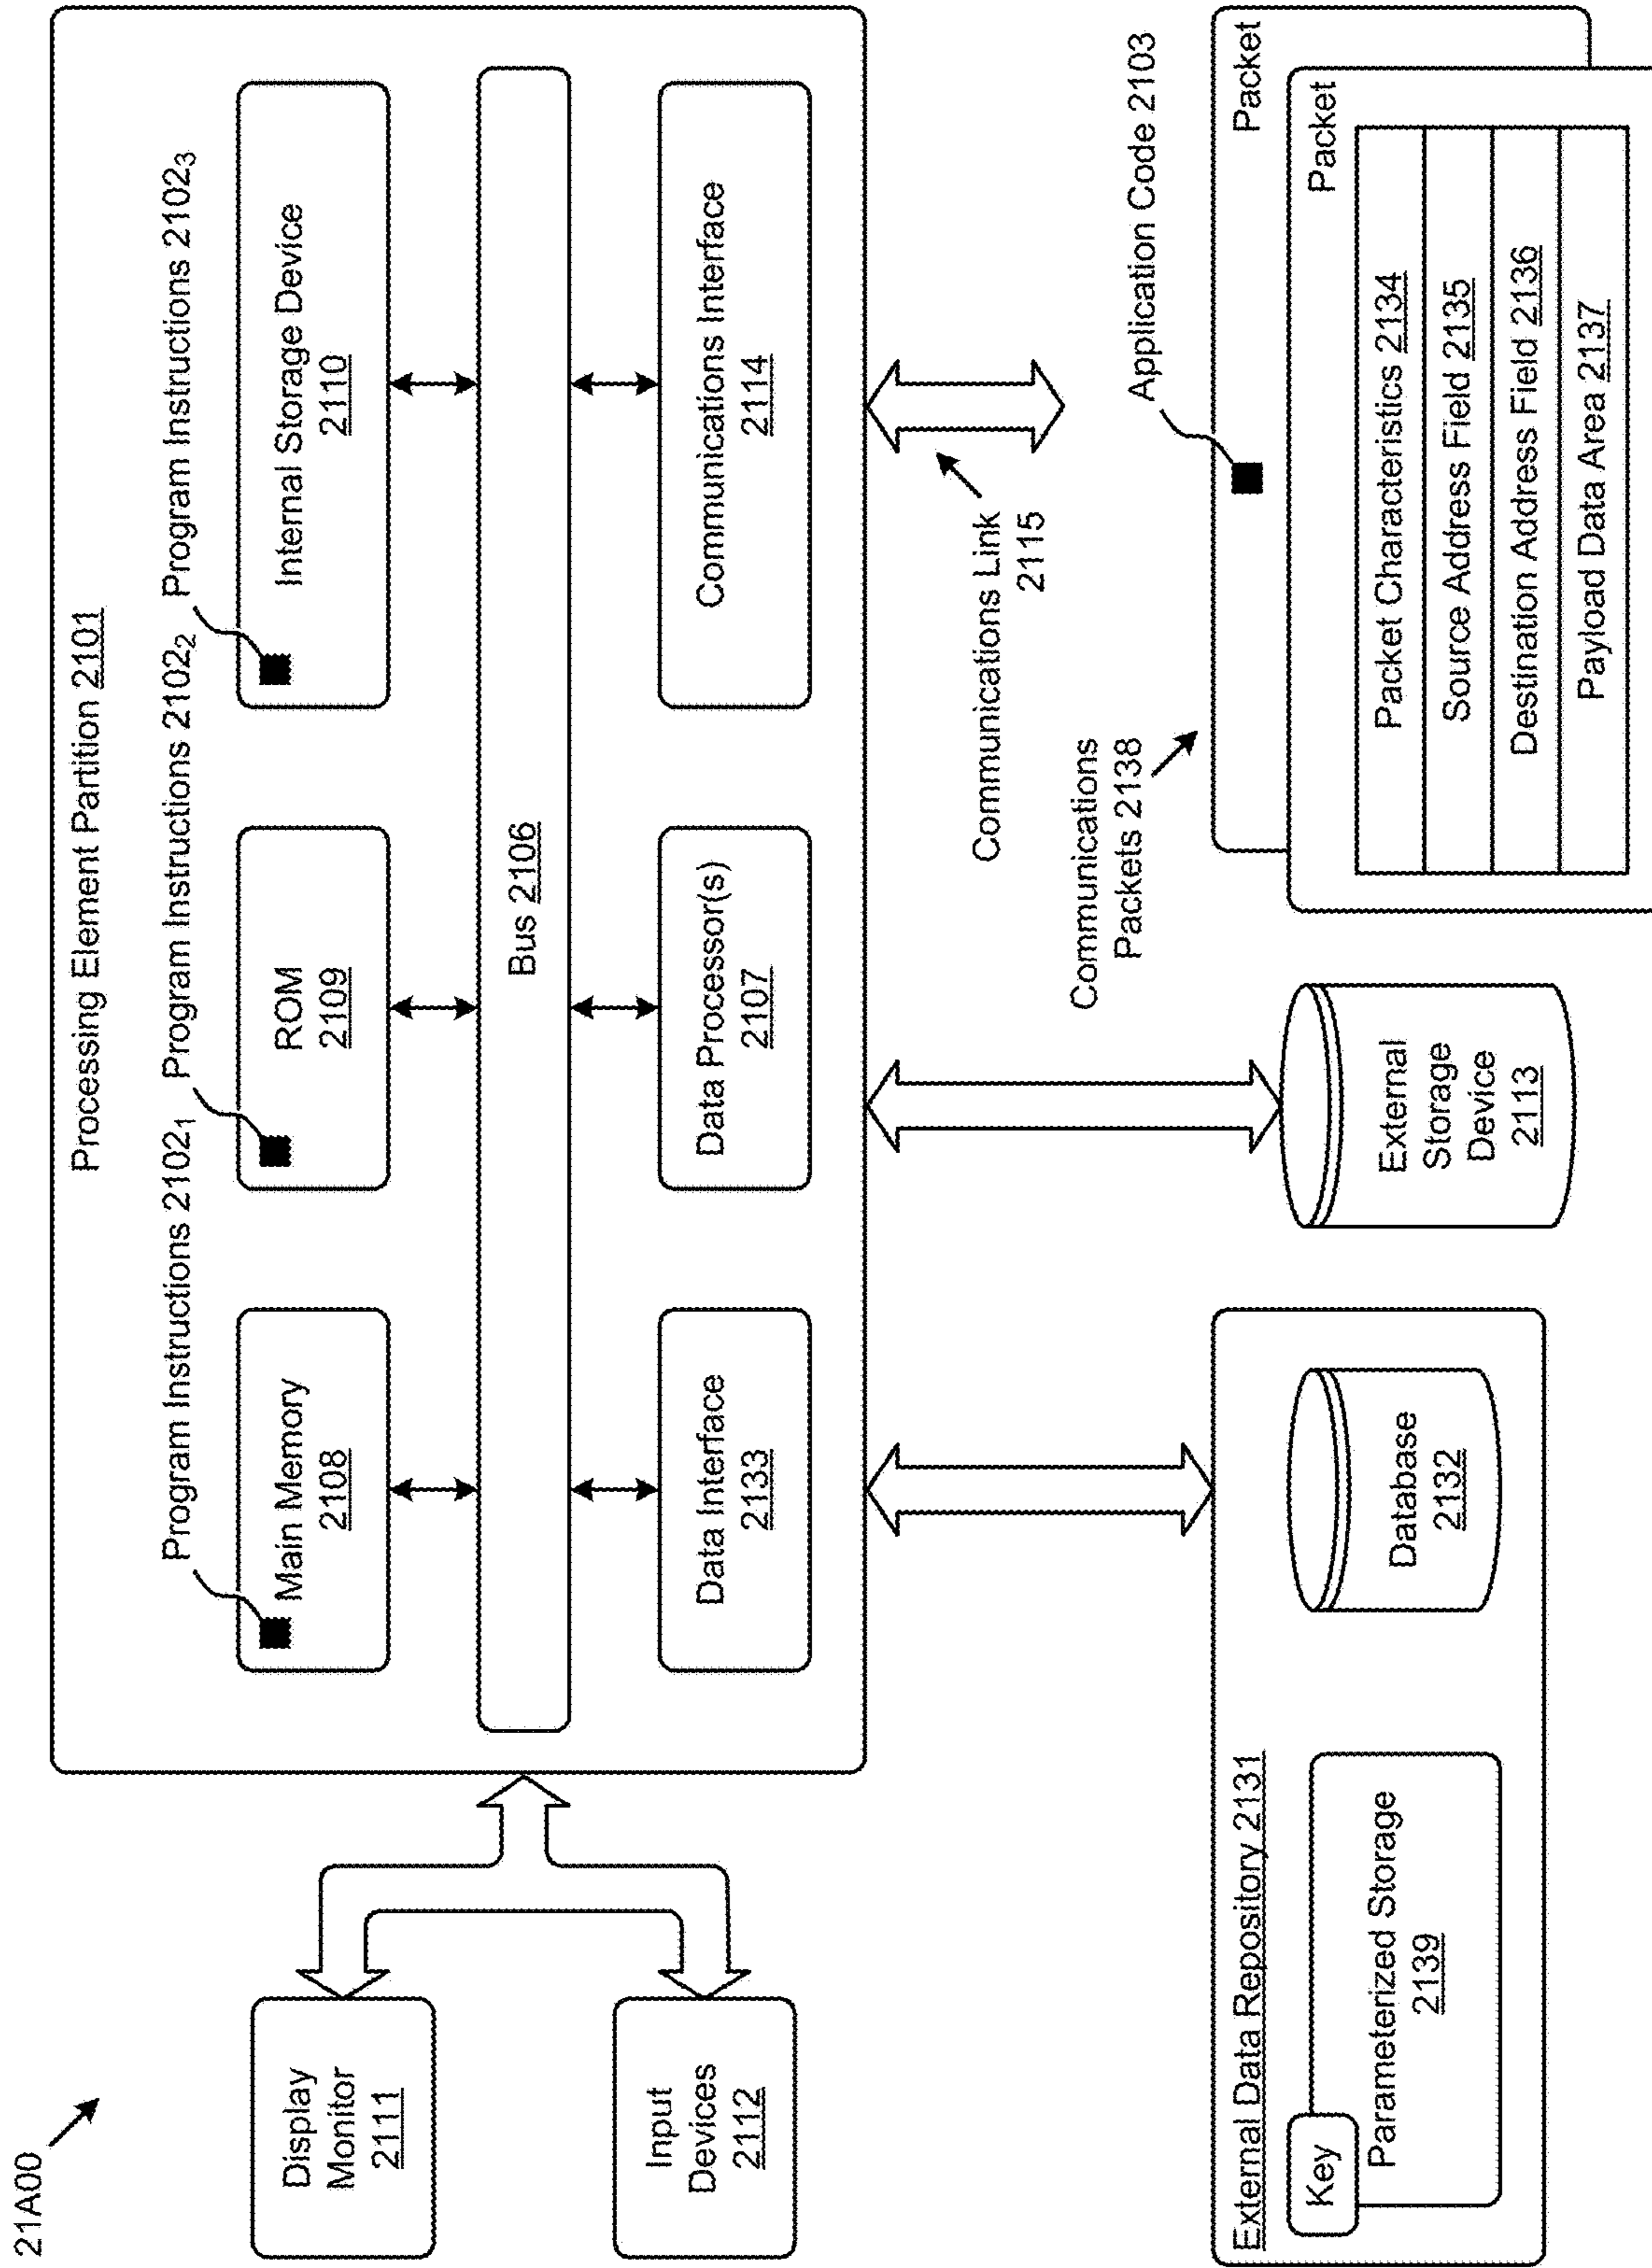 21A00
Processing Element Partition 2101
Program Instructions 2102₁
Program Instructions 2102₂
Program Instructions 2102₃
Main Memory
2108
ROM
2109
Internal Storage Device
2110
Bus 2106
Data Interface
2133
Data Processor(s)
2107
Communications Interface
2114
Display
Monitor
2111
Input
Devices
2112
Communications Link
2115
External Data Repository 2131
Key
Parameterized Storage
2139
Database
2132
External
Storage
Device
2113
Communications
Packets 2138
Application Code 2103
Packet
Packet
Packet Characteristics 2134
Source Address Field 2135
Destination Address Field 2136
Payload Data Area 2137